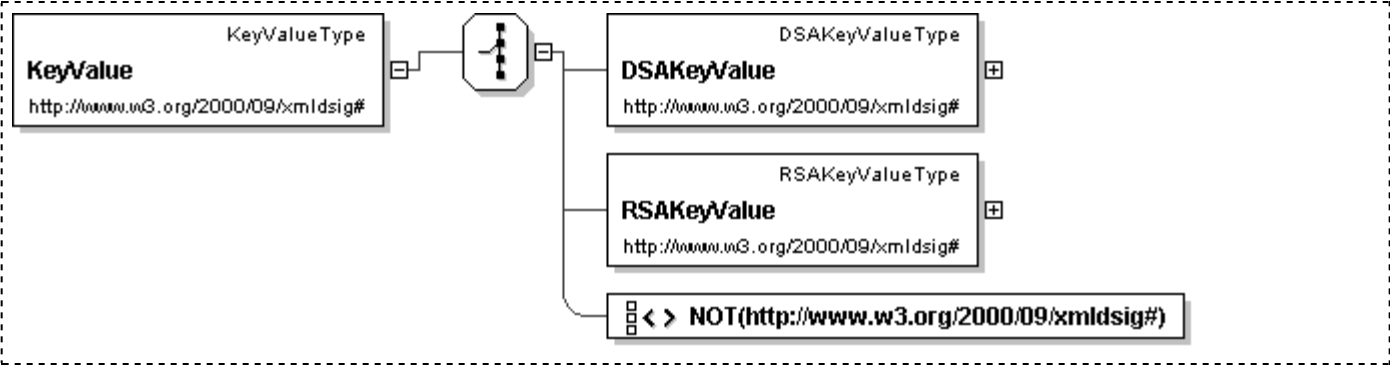 KeyValueType
KeyValue
http://www.w3.org/2000/09/xmldsig#
DSAKeyValueType
DSAKeyValue
http://www.w3.org/2000/09/xmldsig#
RSAKeyValueType
RSAKeyValue
http://www.w3.org/2000/09/xmldsig#
<> NOT(http://www.w3.org/2000/09/xmldsig#)